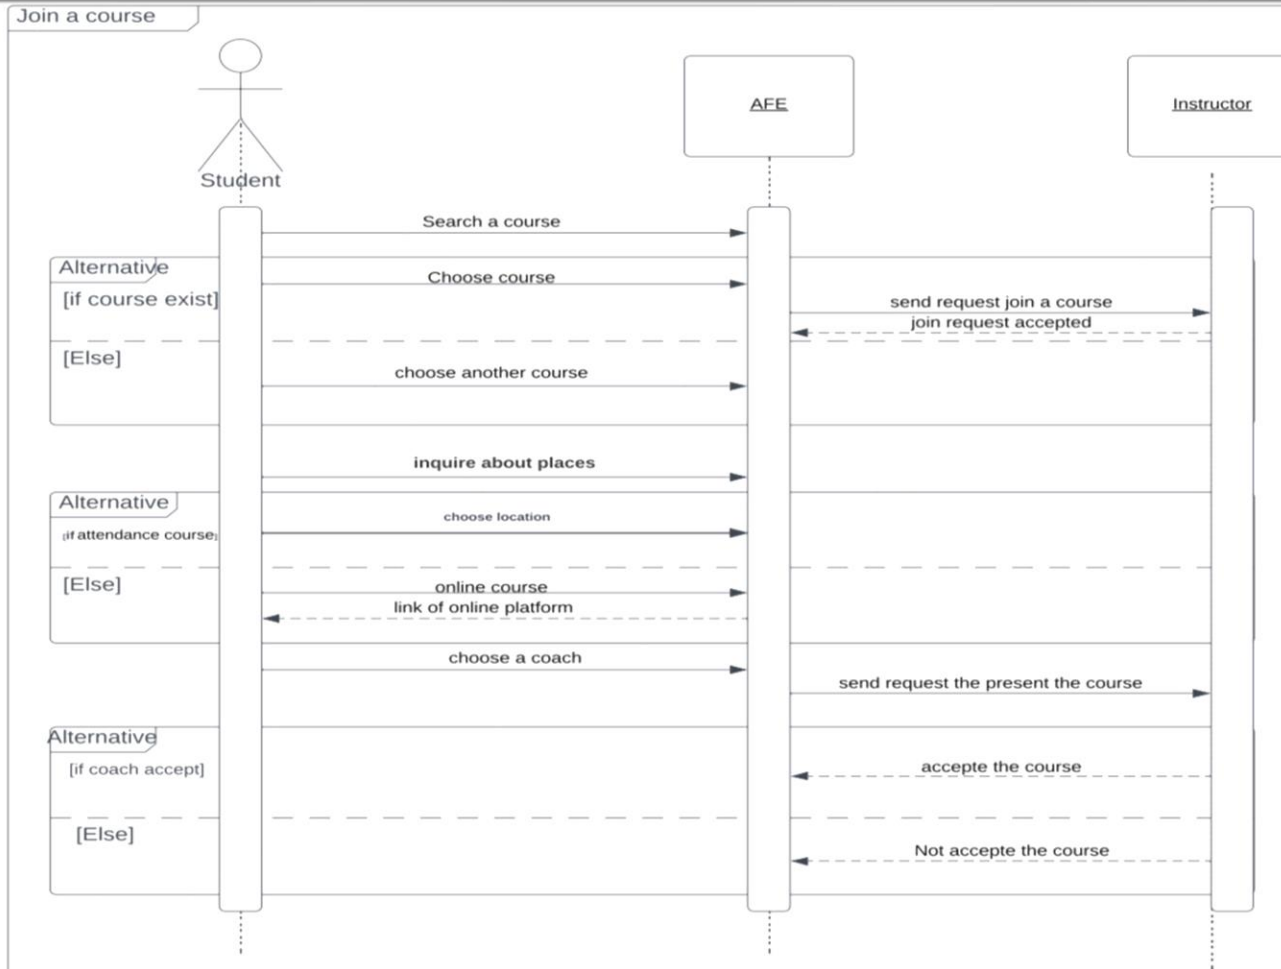 Join a course
AFE
Instructor
Student
Search a course
Alternative
Choose course
[if course exist]
send request join a course
join request accepted
[Else]
choose another course
inquire about places
Alternative
choose location
[if attendance course]
[Else]
online course
link of online platform
choose a coach
send request the present the course
Alternative
[if coach accept]
accepte the course
[Else]
Not accepte the course